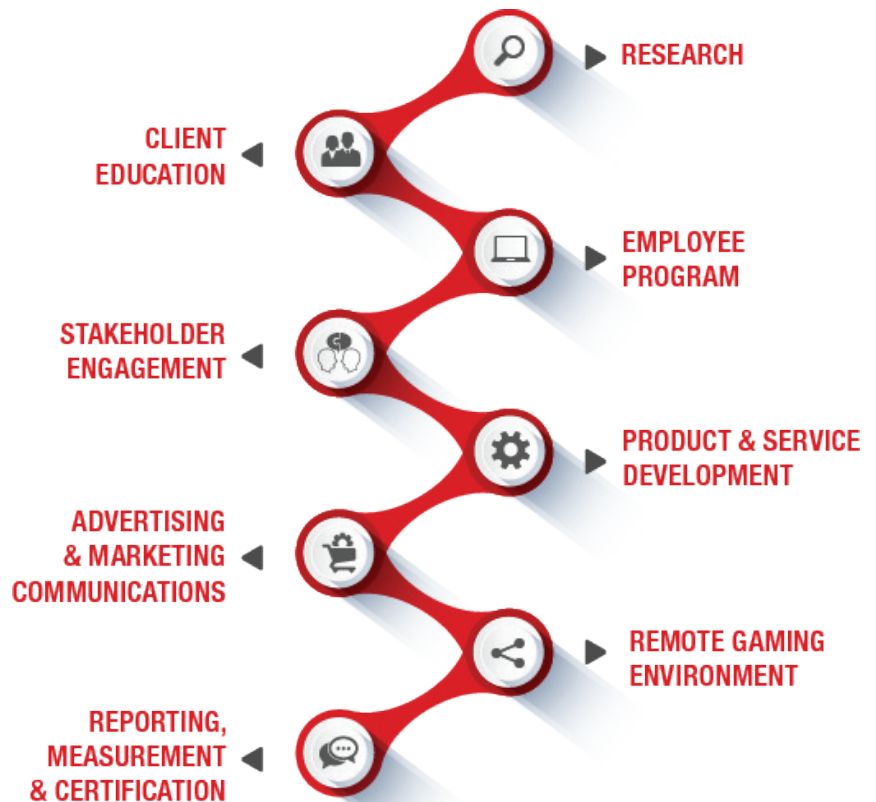 RESEARCH
CLIENT
EDUCATION
EMPLOYEE
PROGRAM
STAKEHOLDER
ENGAGEMENT
PRODUCT & SERVICE
DEVELOPMENT
ADVERTISING
& MARKETING
COMMUNICATIONS
REMOTE GAMING
ENVIRONMENT
REPORTING,
MEASUREMENT
& CERTIFICATION